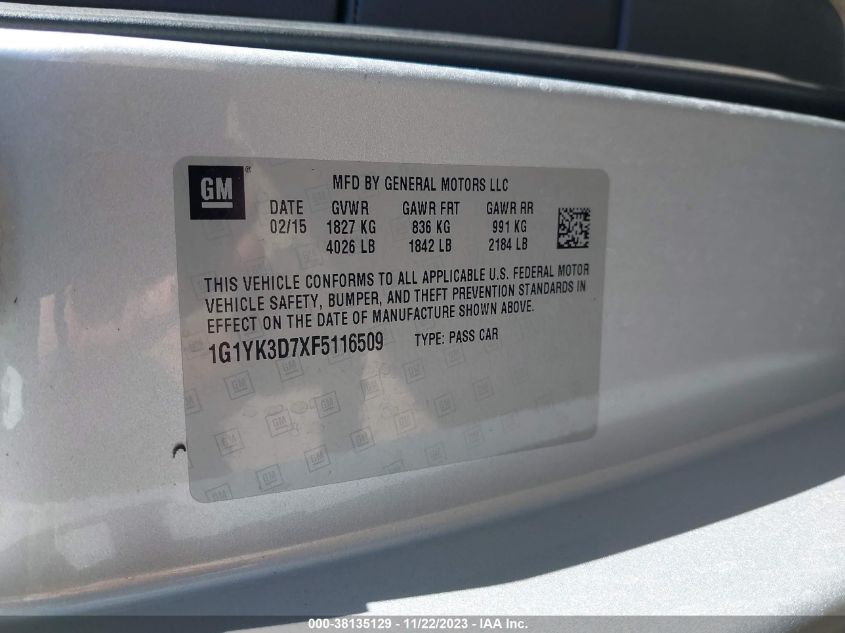 GM ®
MFD BY GENERAL MOTORS LLC
DATE GVWR GAWR FRT GAWR RR
02/15 1827 KG 836 KG 991 KG
4026 LB 1842 LB 2184 LB
THIS VEHICLE CONFORMS TO ALL APPLICABLE U.S. FEDERAL MOTOR
VEHICLE SAFETY, BUMPER, AND THEFT PREVENTION STANDARDS IN
EFFECT ON THE DATE OF MANUFACTURE SHOWN ABOVE.
1G1YK3D7XF5116509 TYPE: PASS CAR
000-38135129 - 11/22/2023 - IAA Inc.